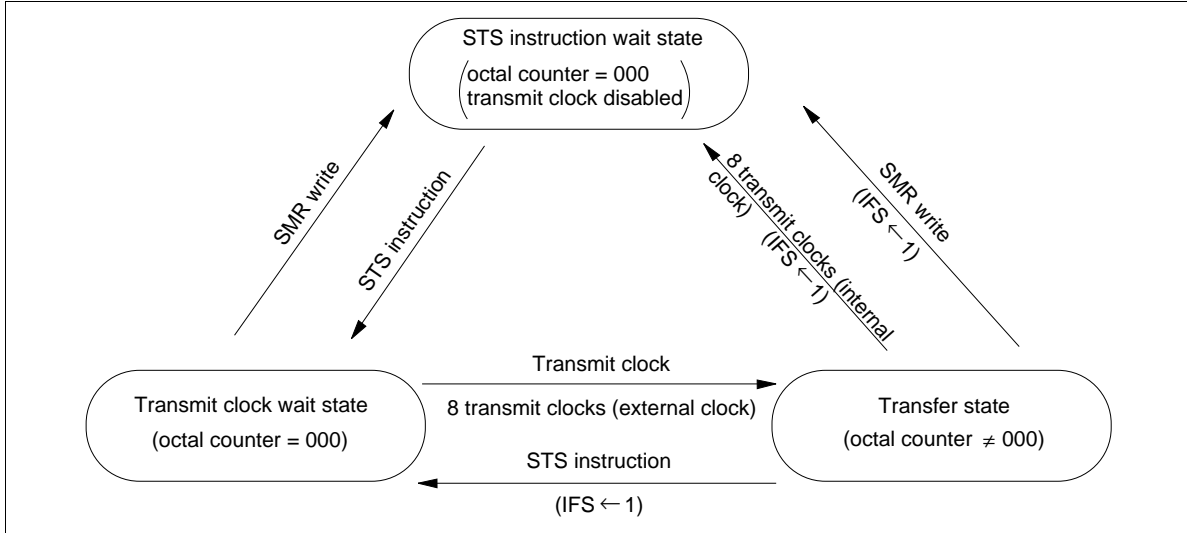 STS instruction wait state
octal counter = 000
transmit clock disabled
SMR write
STS instruction
8 transmit clocks (internal
clock) (IFS ← 1)
SMR write
(IFS ← 1)
Transmit clock wait state
(octal counter = 000)
Transmit clock
8 transmit clocks (external clock)
STS instruction
(IFS ← 1)
Transfer state
(octal counter ≠ 000)